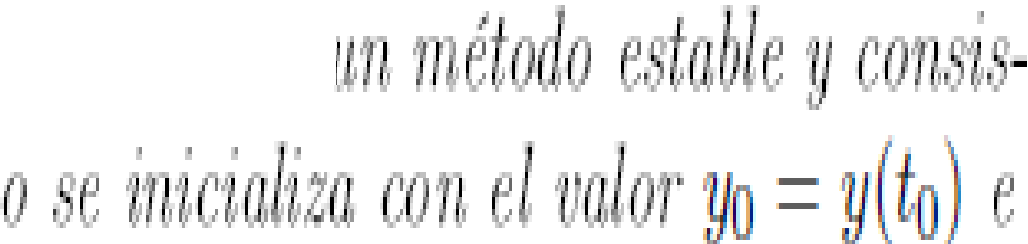 un método estable y consis-
o se inicializa con el valor y₀ = y(t₀) e